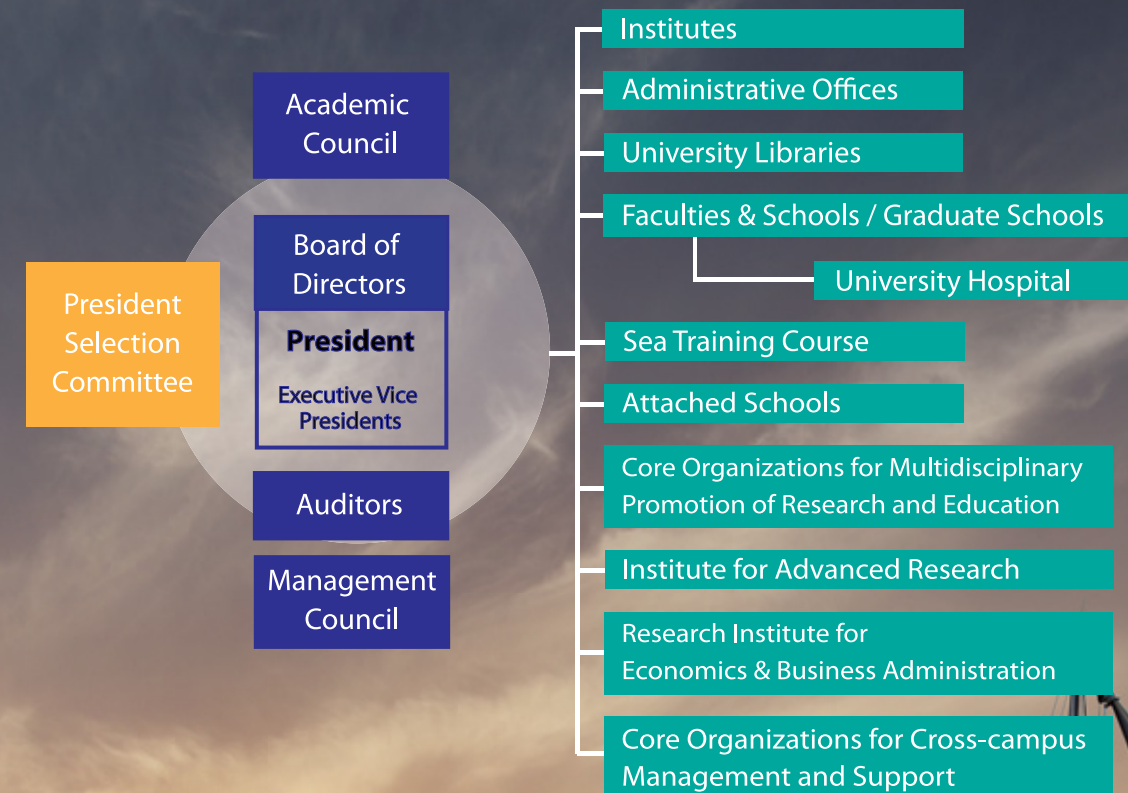 President
Selection
Committee
Academic
Council
Board of
Directors
President
Executive Vice
Presidents
Auditors
Management
Council
Institutes
Administrative Offices
University Libraries
Faculties & Schools / Graduate Schools
University Hospital
Sea Training Course
Attached Schools
Core Organizations for Multidisciplinary
Promotion of Research and Education
Institute for Advanced Research
Research Institute for
Economics & Business Administration
Core Organizations for Cross-campus
Management and Support